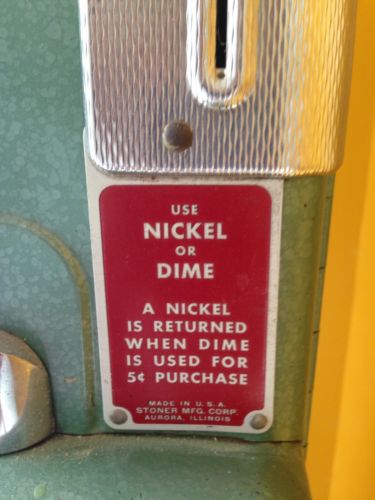 USE
NICKEL
OR
DIME
A NICKEL
IS RETURNED
WHEN DIME
IS USED FOR
5¢ PURCHASE
MADE IN U.S.A.
STONER MFG. CORP.
AURORA, ILLINOIS